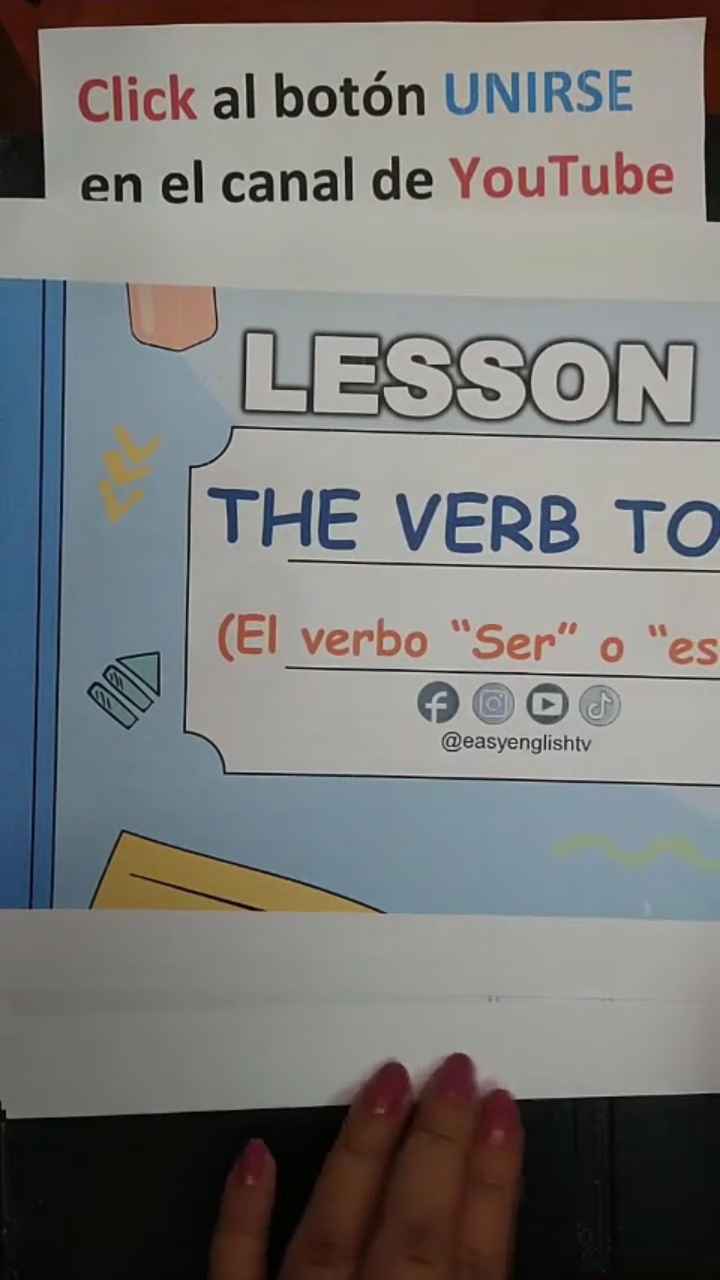 Click al botón UNIRSE
en el canal de YouTube
LESSON
THE VERB TO
(El verbo “Ser” o “es
@easyenglishtv